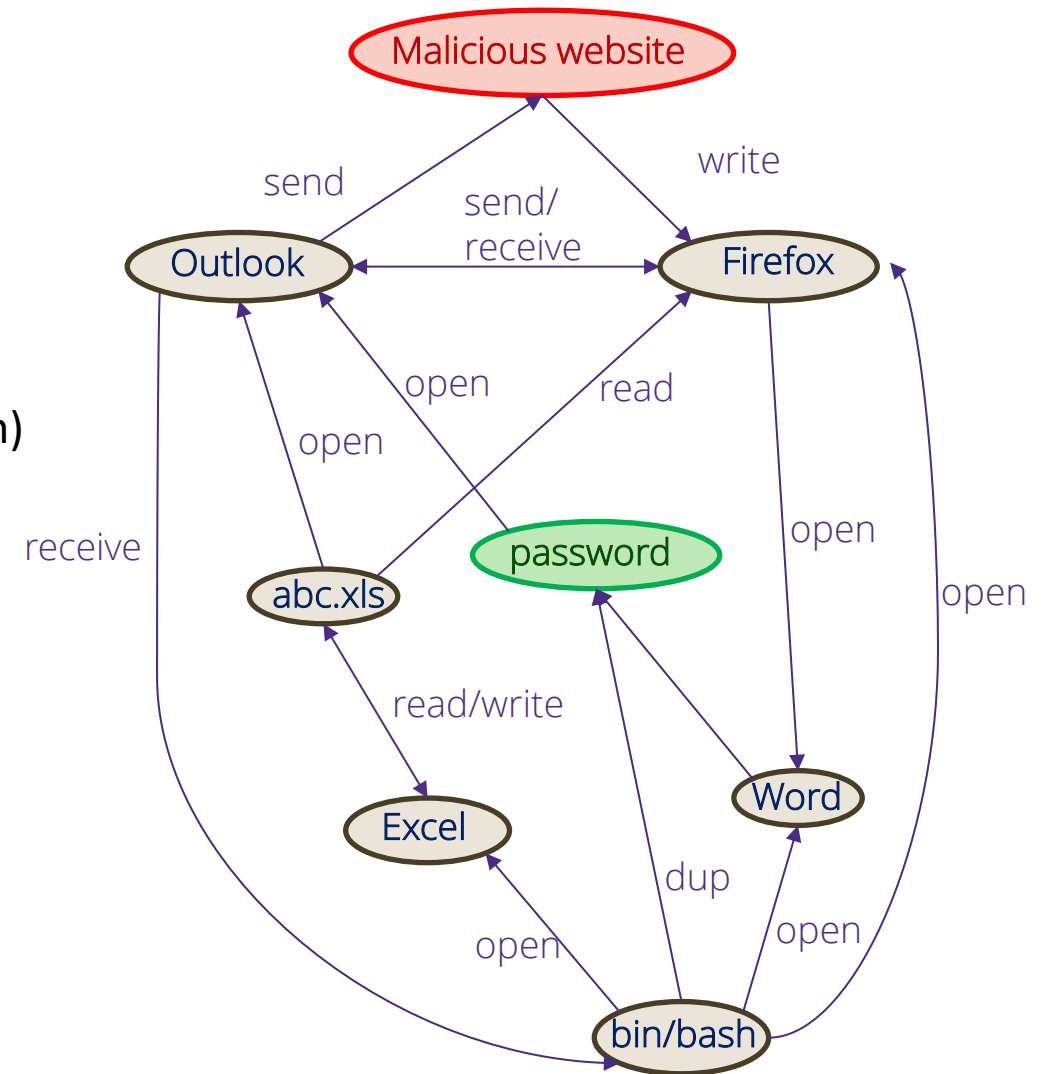 Malicious website
write
send
send/
receive
Outlook
Firefox
open
read
n)
open
password
open
receive
abc.xls
open
read/write
Word
Excel
dup
open
open
bin/bash